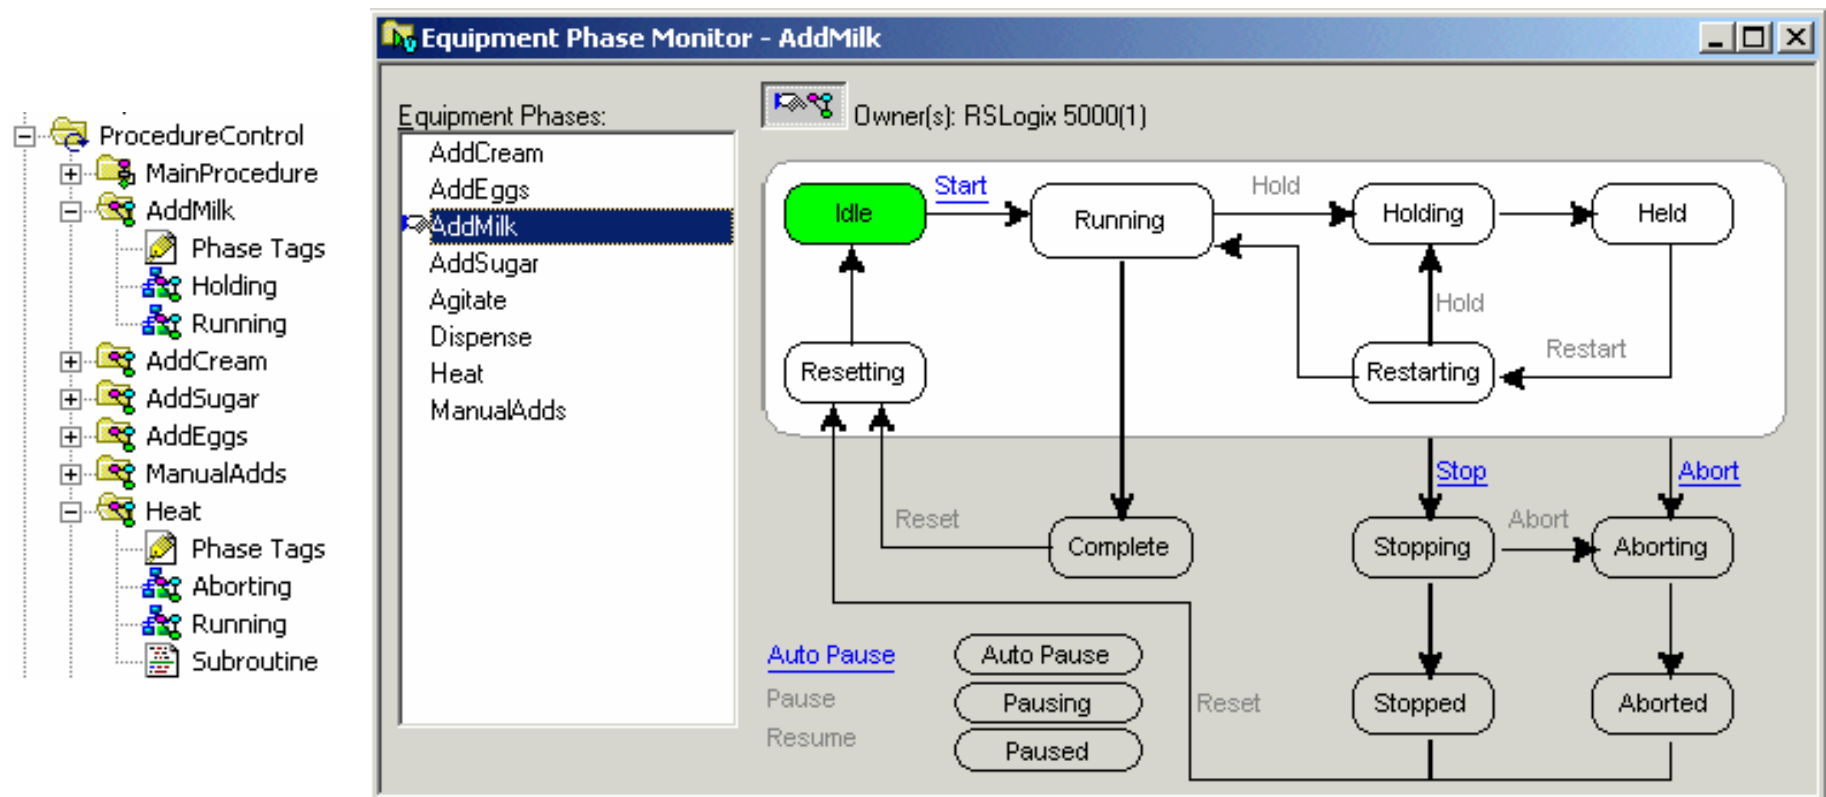 ProcedureControl
MainProcedure
AddMilk
Phase Tags
Holding
Running
AddCream
AddSugar
AddEggs
ManualAdds
Heat
Phase Tags
Aborting
Running
Subroutine
Equipment Phase Monitor - AddMilk
Equipment Phases:
AddCream
AddEggs
AddMilk
AddSugar
Agitate
Dispense
Heat
ManualAdds
Owner(s): RSLogix 5000(1)
Idle
Start
Running
Hold
Holding
Held
Hold
Resetting
Restarting
Restart
Stop
Abort
Reset
Complete
Stopping
Abort
Aborting
Auto Pause
Auto Pause
Pause
Pausing
Reset
Stopped
Aborted
Resume
Paused